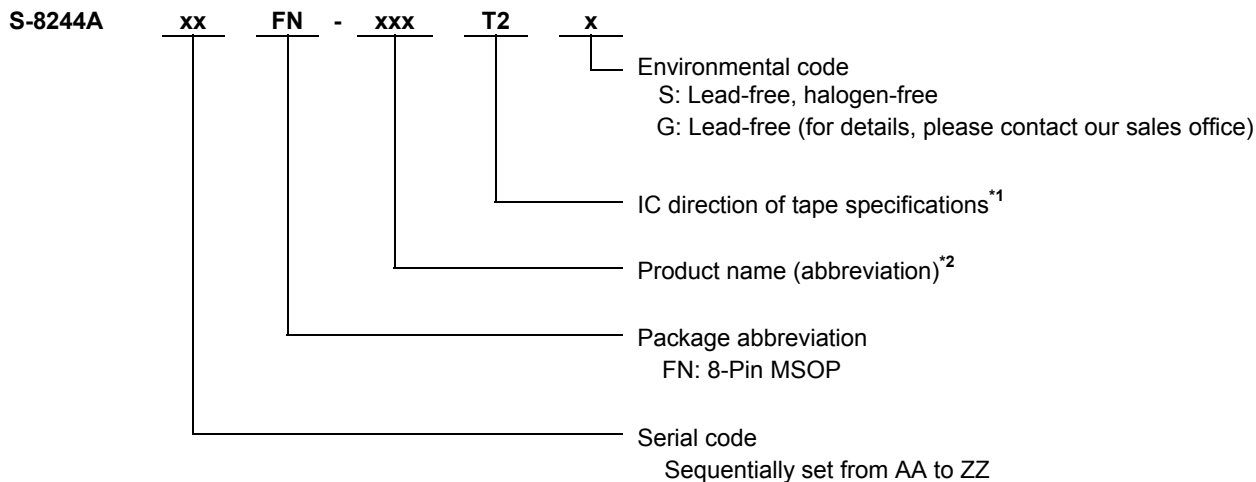 S-8244A xx FN - xxx T2 x
Environmental code
S: Lead-free, halogen-free
G: Lead-free (for details, please contact our sales office)
IC direction of tape specifications*1
Product name (abbreviation)*2
Package abbreviation
FN: 8-Pin MSOP
Serial code
Sequentially set from AA to ZZ